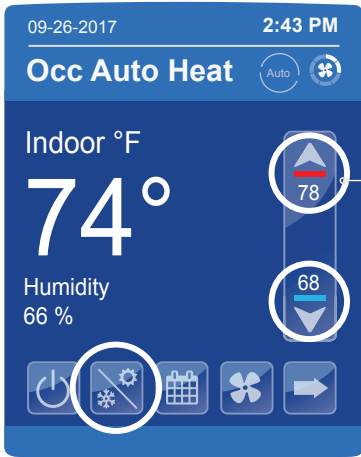 09-26-2017
2:43 PM
Occ Auto Heat
Auto
Indoor °F
74°
78
Humidity
66 %
68